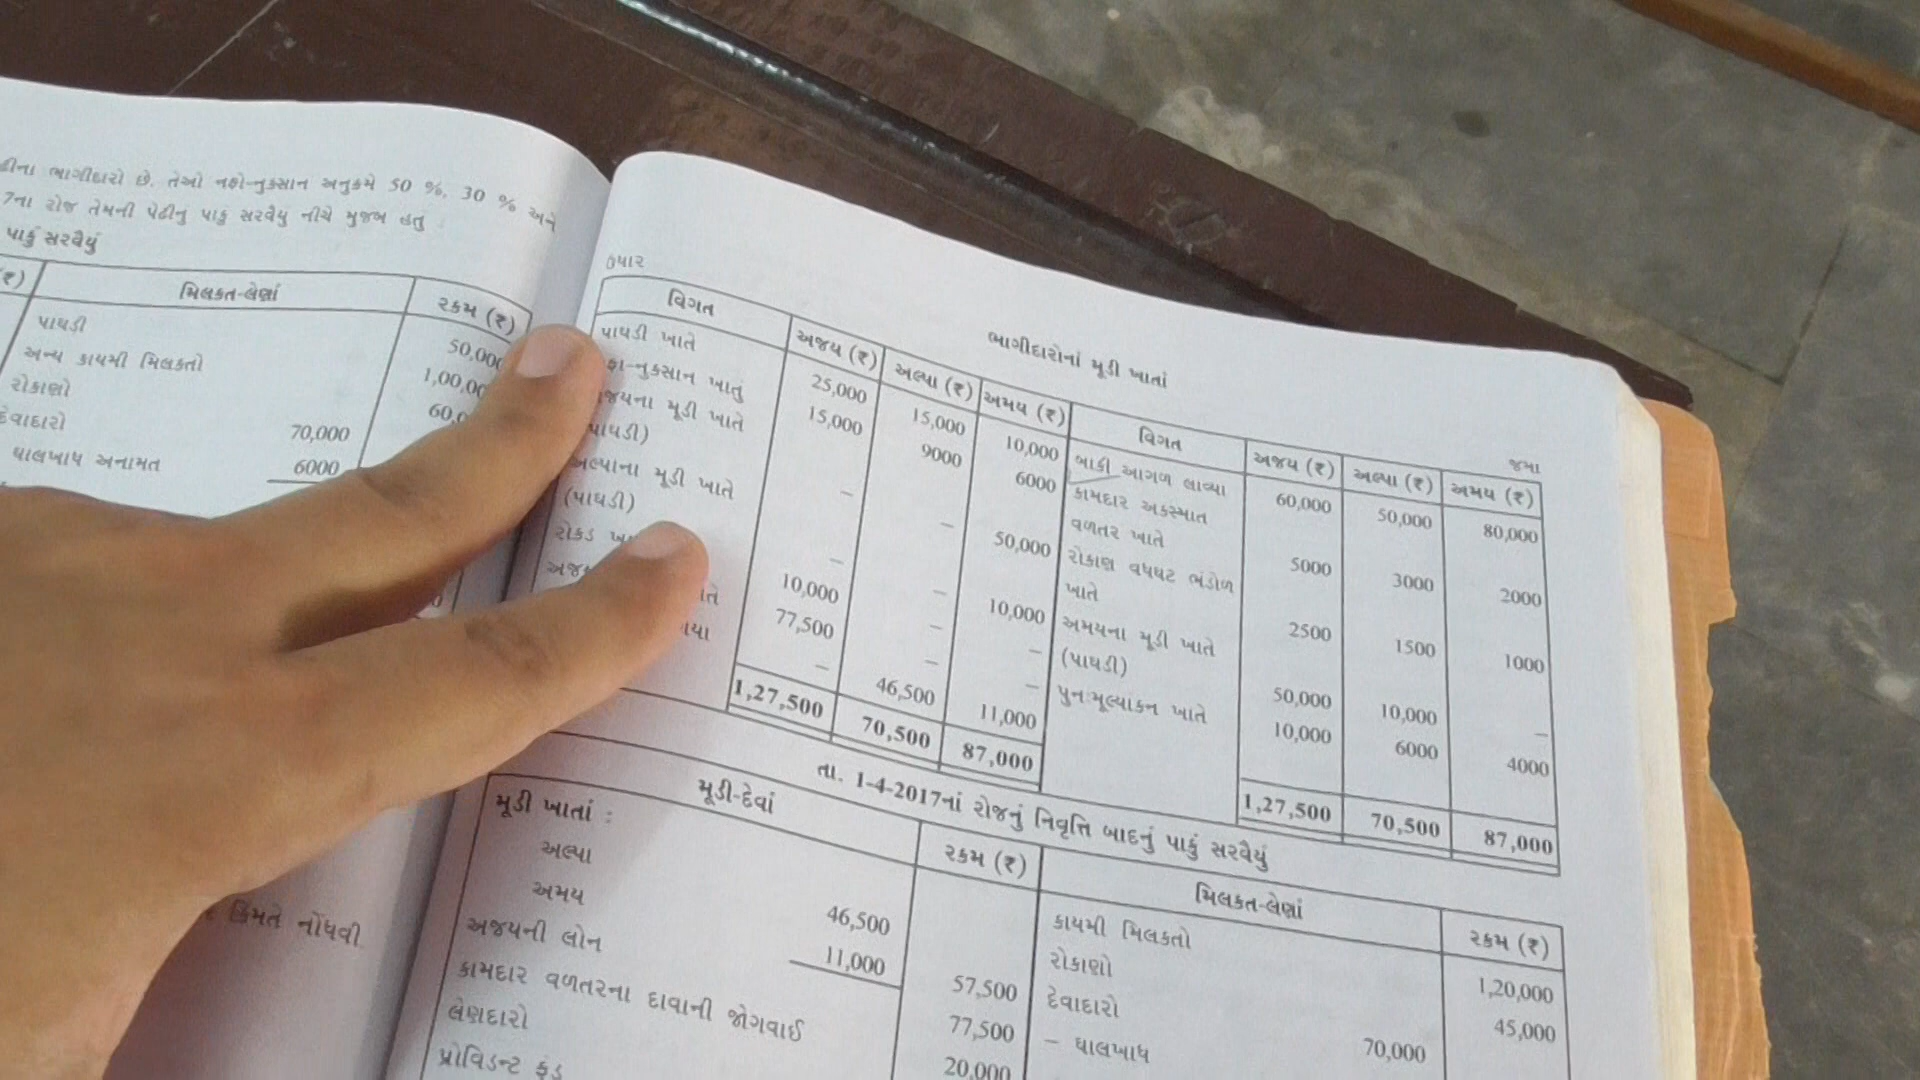 ભાગીદારો છે. તેઓ નફો-નુકસાન અનુક્રમે 50 %, 30 % અને
7ના રોજ તેમની પેઢીનુ પાકુ સરવૈયું નીચે મુજબ હતુ
પાકું સરવૈયું
(₹) મિલકત-લેણાં રકમ (₹)
પાઘડી
અન્ય કાયમી મિલકતો
રોકાણો
દેવાદારો 70,000
ઘાલખાધ અનામત 6000
કિંમતે નોંધવી
ભાગીદારોનાં મૂડી ખાતાં
ઉધાર જમા
વિગત અજય (₹) અલ્પા (₹) અમય (₹) વિગત અજય (₹) અલ્પા (₹) અમય (₹)
પાઘડી ખાતે 25,000 15,000 10,000 બાકી આગળ લાવ્યા 60,000 50,000 80,000
નુકસાન ખાતું 15,000 9000 6000 કામદાર અકસ્માત
મૂડી ખાતે વળતર ખાતે 5000 3000 2000
(પાઘડી) – – 50,000 રોકાણ વધઘટ ભંડોળ
અલ્પાના મૂડી ખાતે ખાતે 2500 1500 1000
(પાઘડી) – – 10,000 અમયના મૂડી ખાતે
રોકડ 10,000 – – (પાઘડી) 50,000 10,000 –
77,500 – – પુનઃમૂલ્યાંકન ખાતે 10,000 6000 4000
– 46,500 11,000
1,27,500 70,500 87,000 1,27,500 70,500 87,000
તા. 1-4-2017નાં રોજનું નિવૃત્તિ બાદનું પાકું સરવૈયું
મૂડી-દેવાં રકમ (₹) મિલકત-લેણાં રકમ (₹)
મૂડી ખાતાં : કાયમી મિલકતો 1,20,000
અલ્પા 46,500 રોકાણો 45,000
અમય 11,000 57,500 દેવાદારો 70,000
અજયની લોન 77,500 – ઘાલખાધ
કામદાર વળતરના દાવાની જોગવાઈ 20,000
લેણદારો
પ્રોવિડન્ટ ફંડ